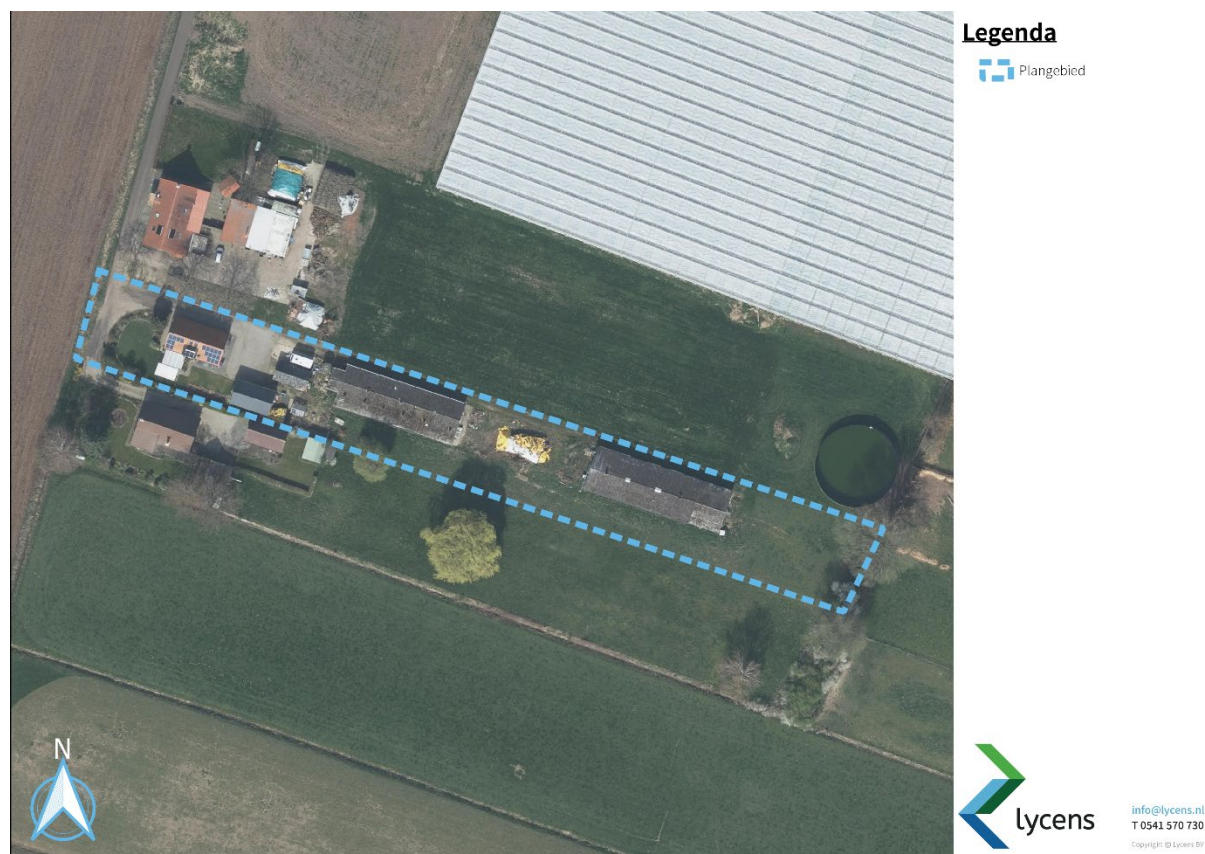 Legenda
Plangebied
N
lycens
info@lycens.nl
T 0541 570 730
Copyright © Lycens BV